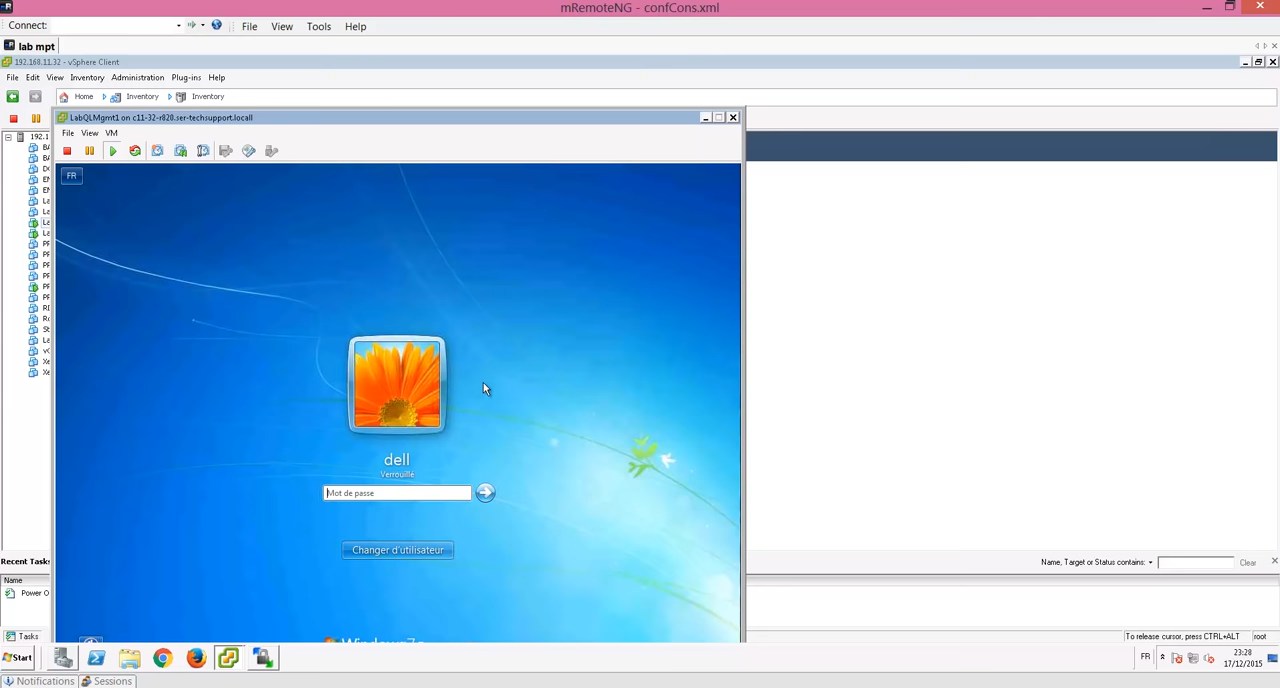 mRemoteNG - confCons.xml
Connect: File View Tools Help
lab mpt
192.168.11.32 - vSphere Client
File Edit View Inventory Administration Plug-ins Help
Home Inventory Inventory
LabQLMgmt1 on c11-32-r820.ser-techsupport.locall
192.1
File View VM
FR
dell
Verrouillé
Mot de passe
Changer d'utilisateur
Recent Tasks
Name, Target or Status contains: Clear
Name
Power O
Tasks
To release cursor, press CTRL+ALT root
Start
FR
23:28
17/12/2015
Notifications Sessions